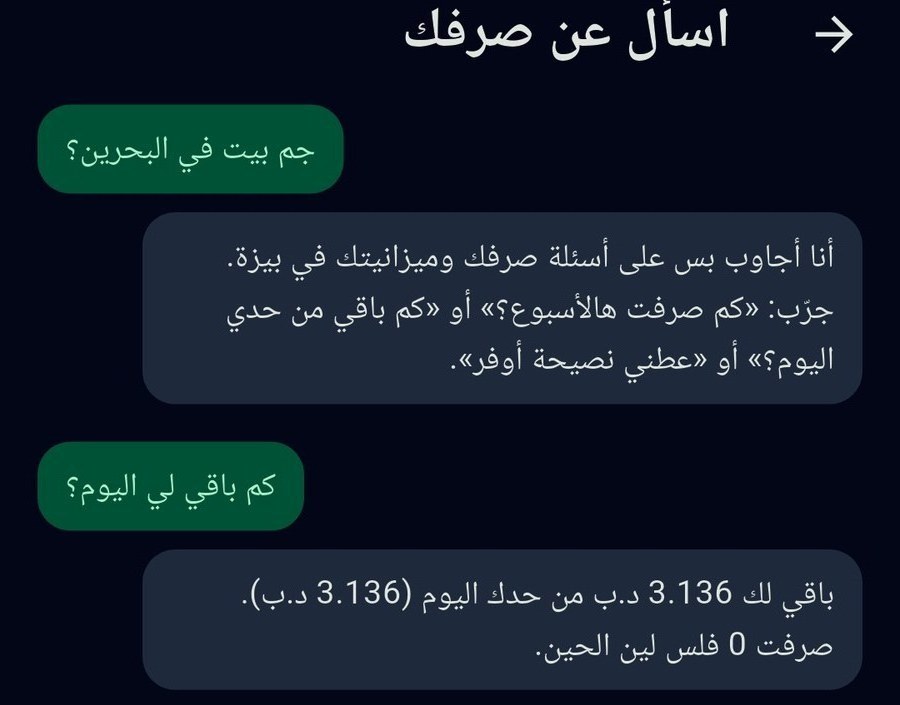 اسأل عن صرفك
جم بيت في البحرين؟
أنا أجاوب بس على أسئلة صرفك وميزانيتك في بيزة.
جرّب: «كم صرفت هالأسبوع؟» أو «كم باقي من حدي
اليوم؟» أو «عطني نصيحة أوفر».
كم باقي لي اليوم؟
باقي لك 3.136 د.ب من حدك اليوم (3.136 د.ب).
صرفت 0 فلس لين الحين.